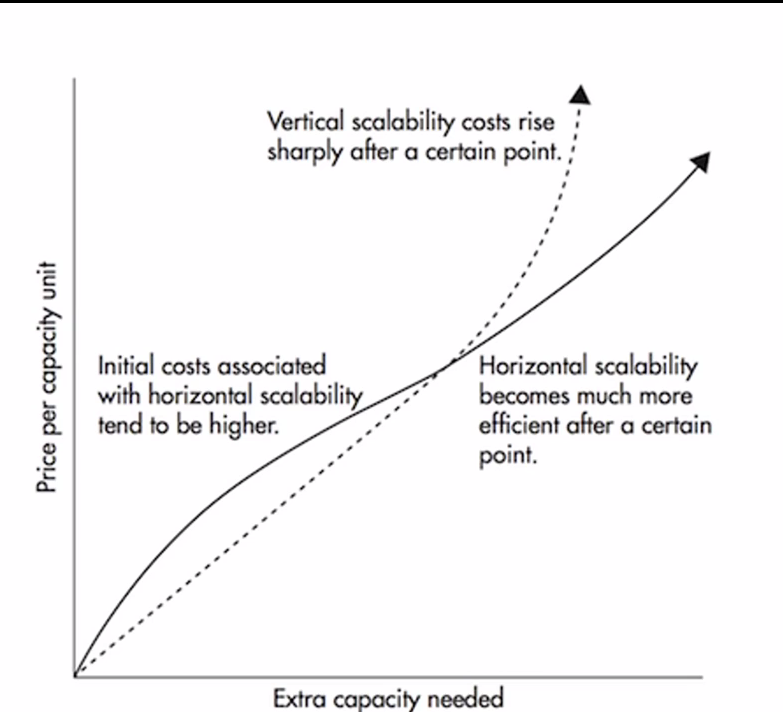 Vertical scalability costs rise
sharply after a certain point.
Price per capacity unit
Initial costs associated
with horizontal scalability
tend to be higher.
Horizontal scalability
becomes much more
efficient after a certain
point.
Extra capacity needed